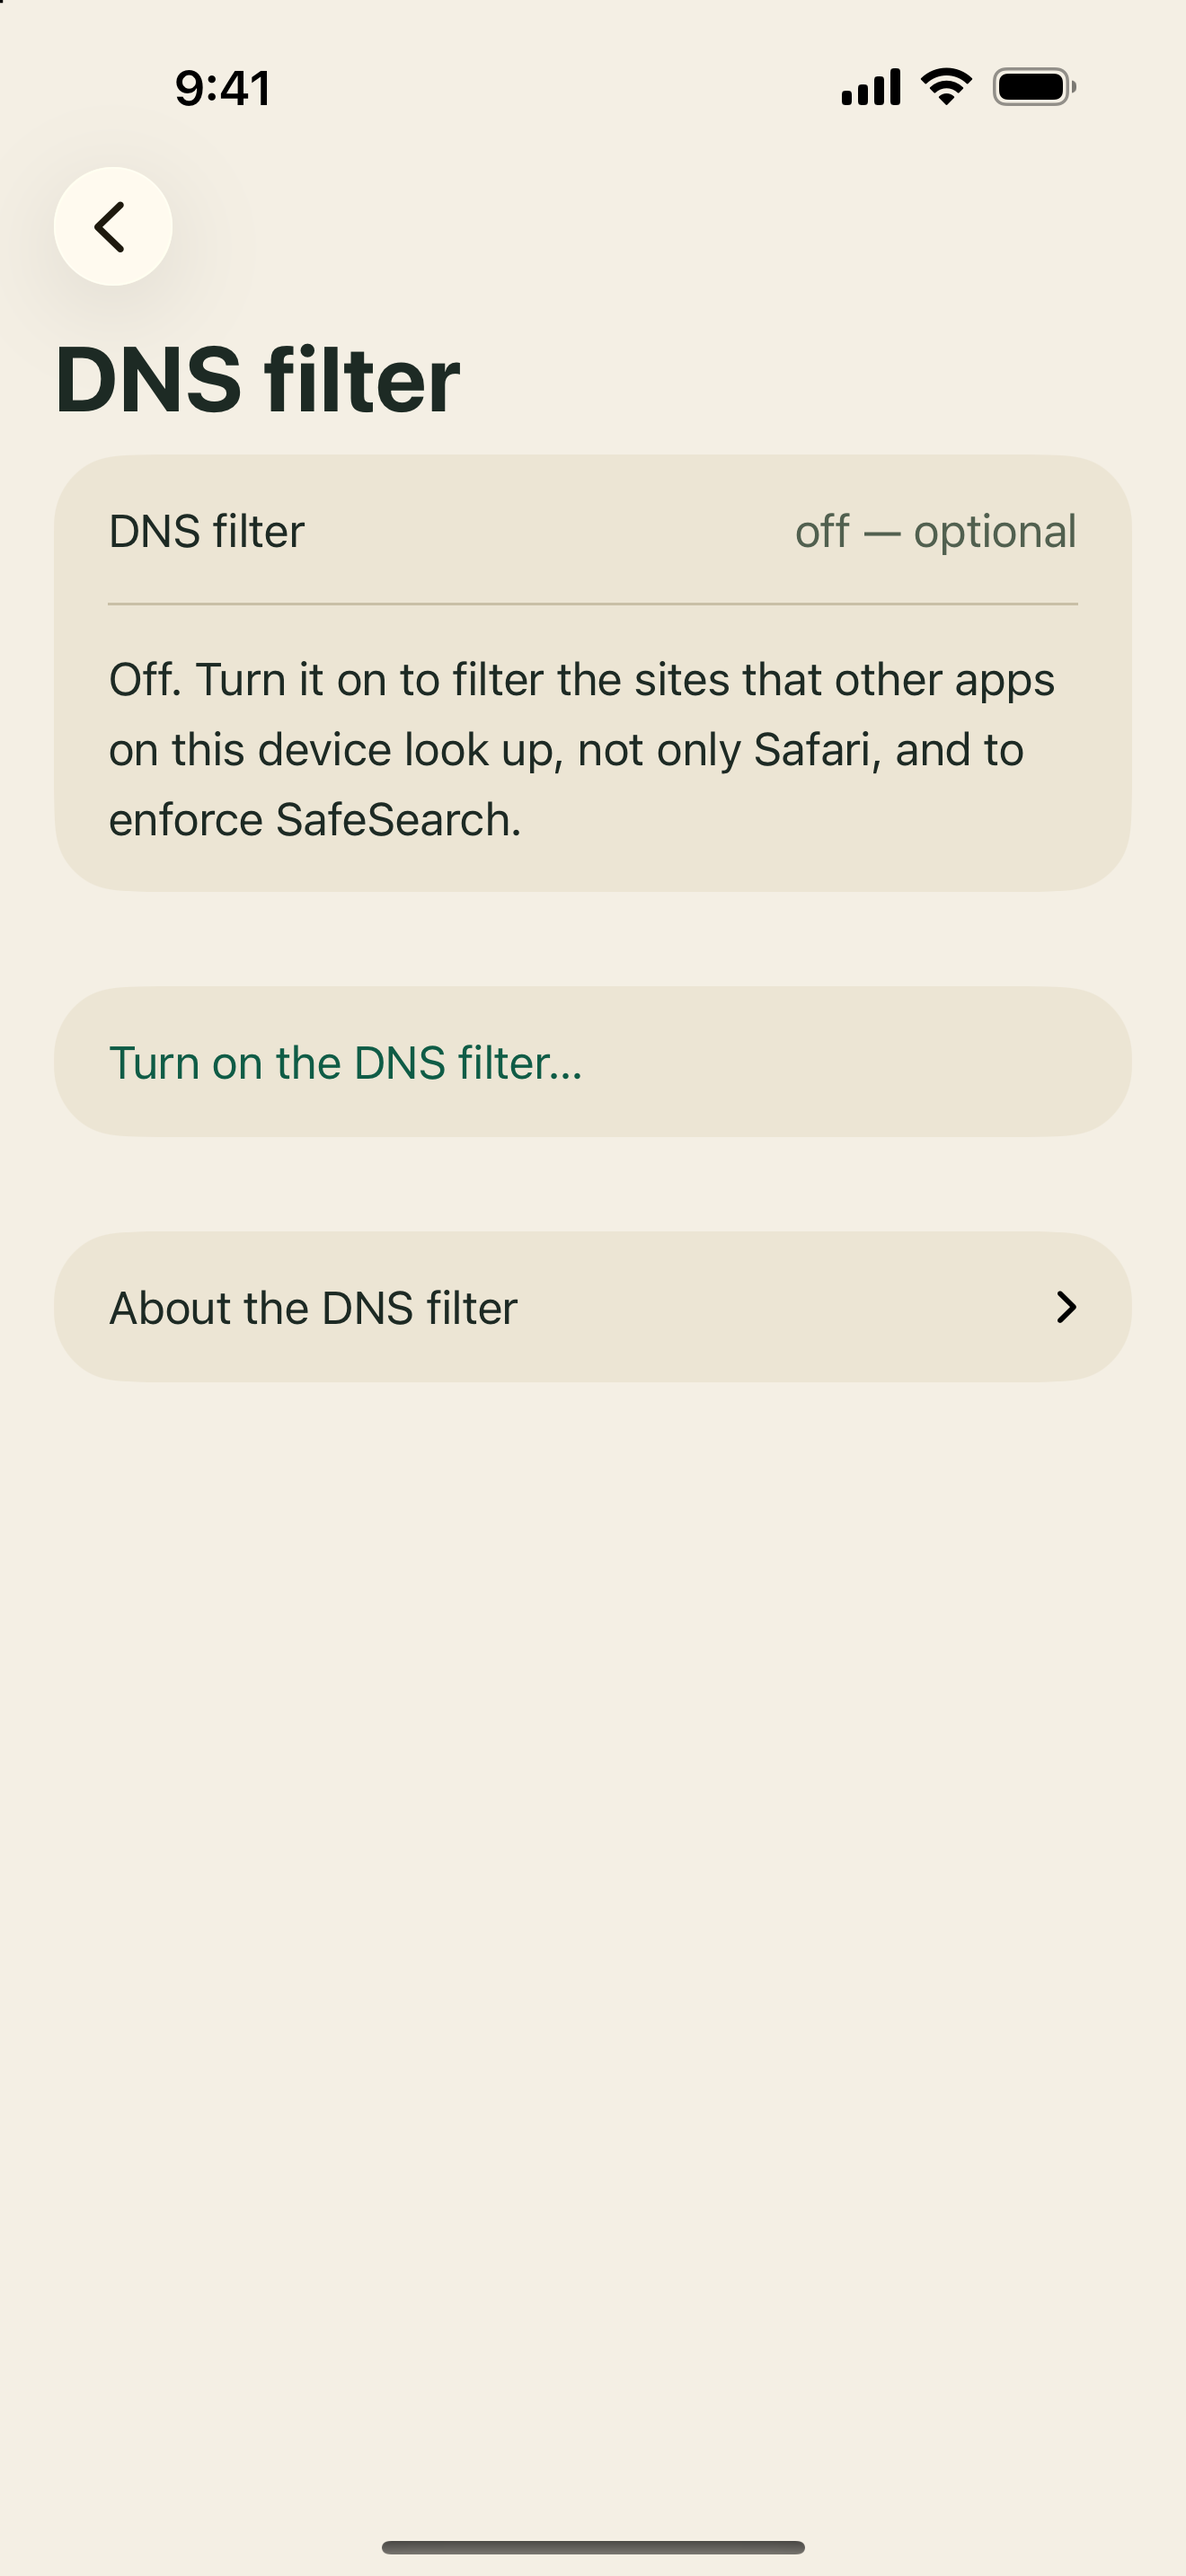 9:41
DNS filter
DNS filter
off — optional
Off. Turn it on to filter the sites that other apps
on this device look up, not only Safari, and to
enforce SafeSearch.
Turn on the DNS filter...
About the DNS filter